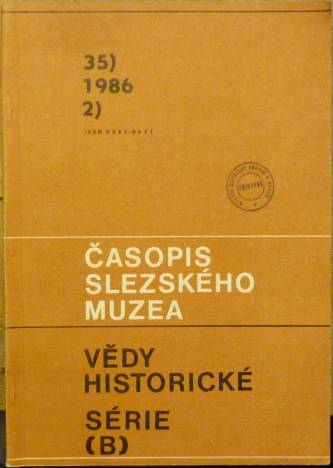 35)
1986
2)
ČASOPIS
SLEZSKÉHO
MUZEA
VĚDY
HISTORICKÉ
SÉRIE
(B)